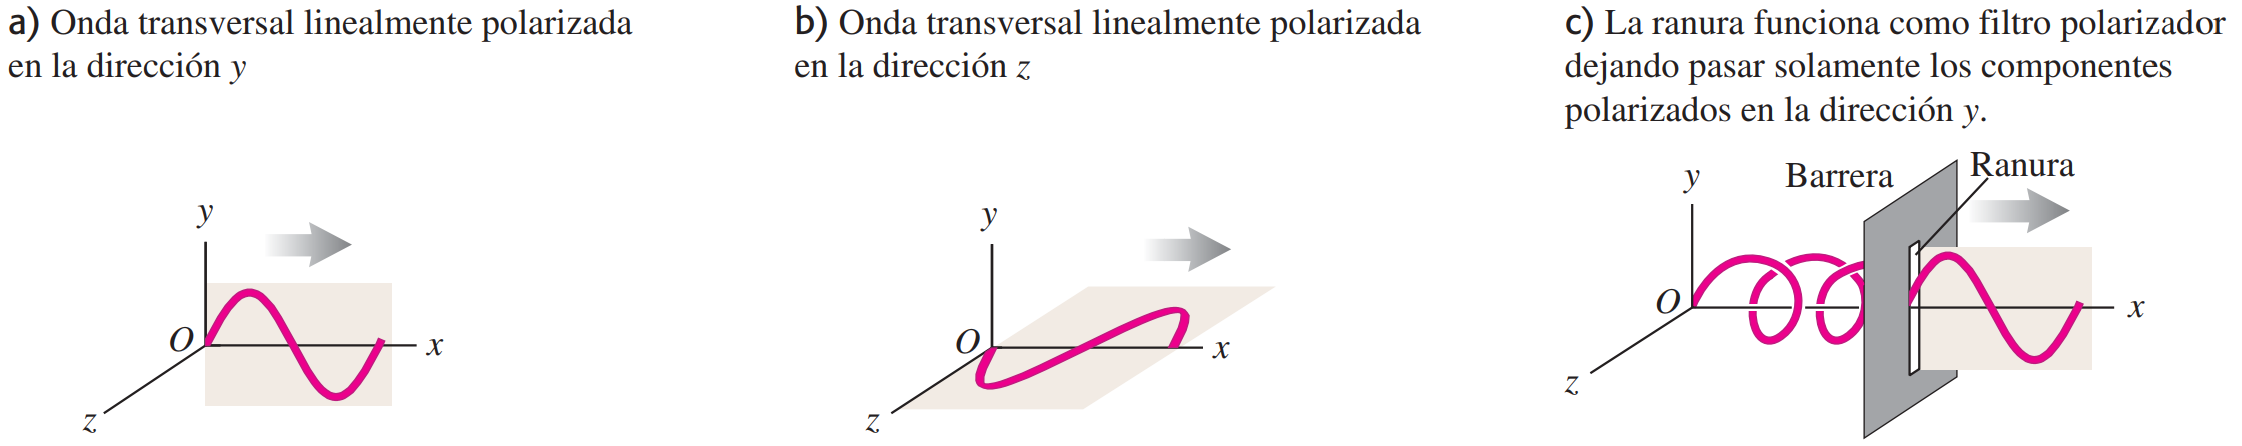 a) Onda transversal linealmente polarizada
en la dirección y
b) Onda transversal linealmente polarizada
en la dirección z
c) La ranura funciona como filtro polarizador
dejando pasar solamente los componentes
polarizados en la dirección y.
y
O
x
z
y
O
x
z
Barrera
Ranura
y
O
x
z